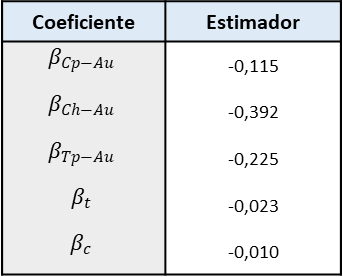 Coeficiente Estimador
β_{Cp−Au} -0,115
β_{Ch−Au} -0,392
β_{Tp−Au} -0,225
β_t -0,023
β_c -0,010